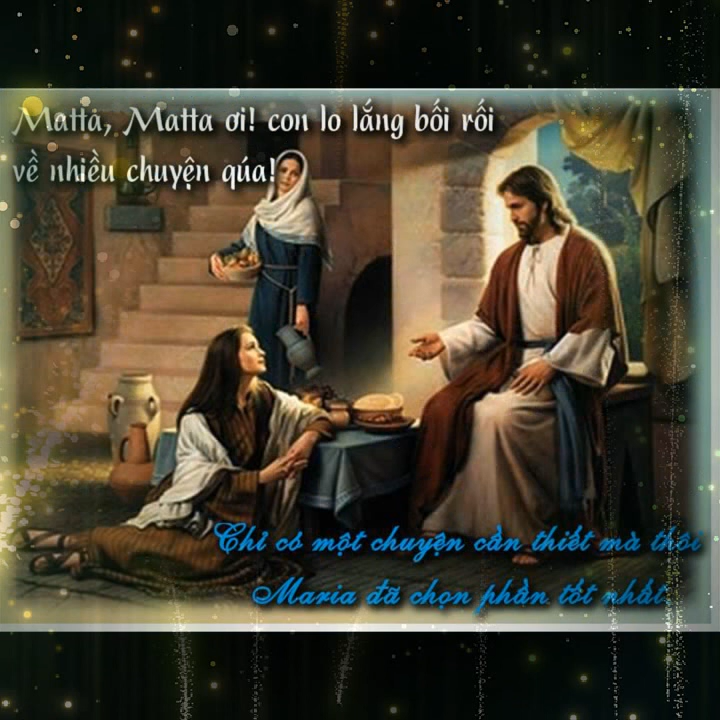 Matta, Matta ơi! con lo lắng bối rối
về nhiều chuyện qúa!
Chỉ có một chuyện cần thiết mà thôi
Maria đã chọn phần tốt nhất